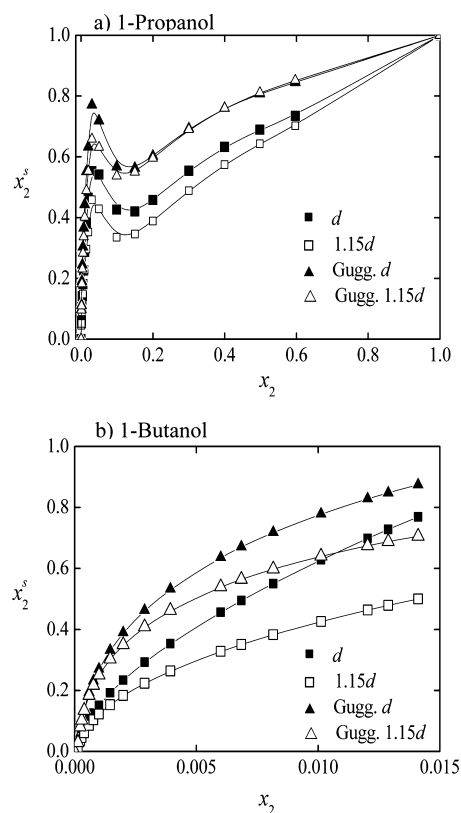 a) 1-Propanol
1.0
0.8
0.6
0.4
0.2
0.0
x₂ˢ
d
1.15d
Gugg. d
Gugg. 1.15d
0.0 0.2 0.4 0.6 0.8 1.0
x₂
b) 1-Butanol
1.0
0.8
0.6
0.4
0.2
0.0
x₂ˢ
d
1.15d
Gugg. d
Gugg. 1.15d
0.000 0.005 0.010 0.015
x₂